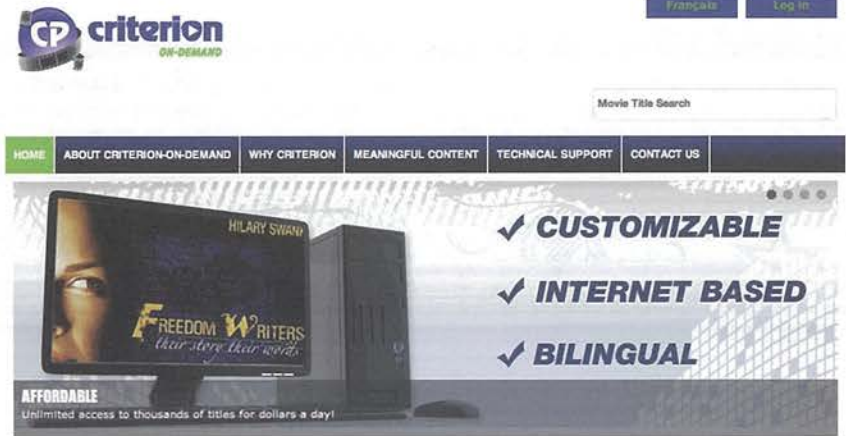 Français Log in
CP criterion
ON-DEMAND
Movie Title Search
HOME ABOUT CRITERION-ON-DEMAND WHY CRITERION MEANINGFUL CONTENT TECHNICAL SUPPORT CONTACT US
HILARY SWANK
FREEDOM WRITERS
their story their words
✓ CUSTOMIZABLE
✓ INTERNET BASED
✓ BILINGUAL
AFFORDABLE
Unlimited access to thousands of titles for dollars a day!